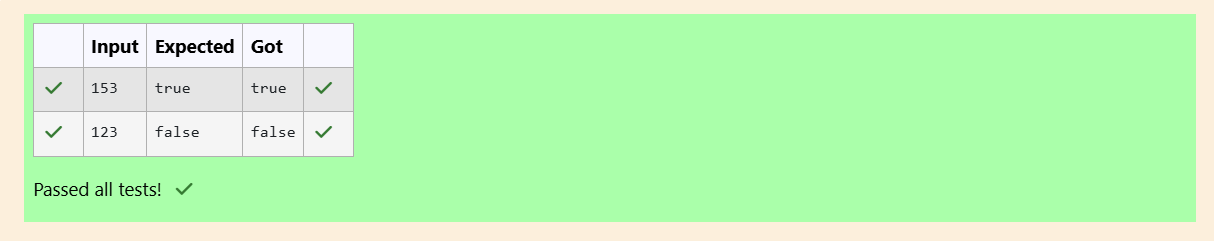 Input Expected Got
153 true true
123 false false
Passed all tests!